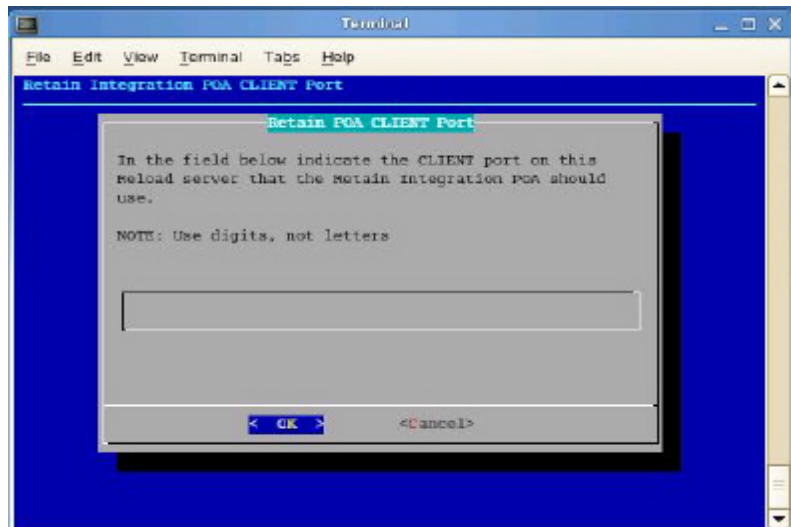 Terminal
File Edit View Terminal Tabs Help
Retain Integration POA CLIENT Port
Retain POA CLIENT Port
In the field below indicate the CLIENT port on this
Reload server that the Retain Integration POA should
use.
NOTE: Use digits, not letters
< OK > <Cancel>